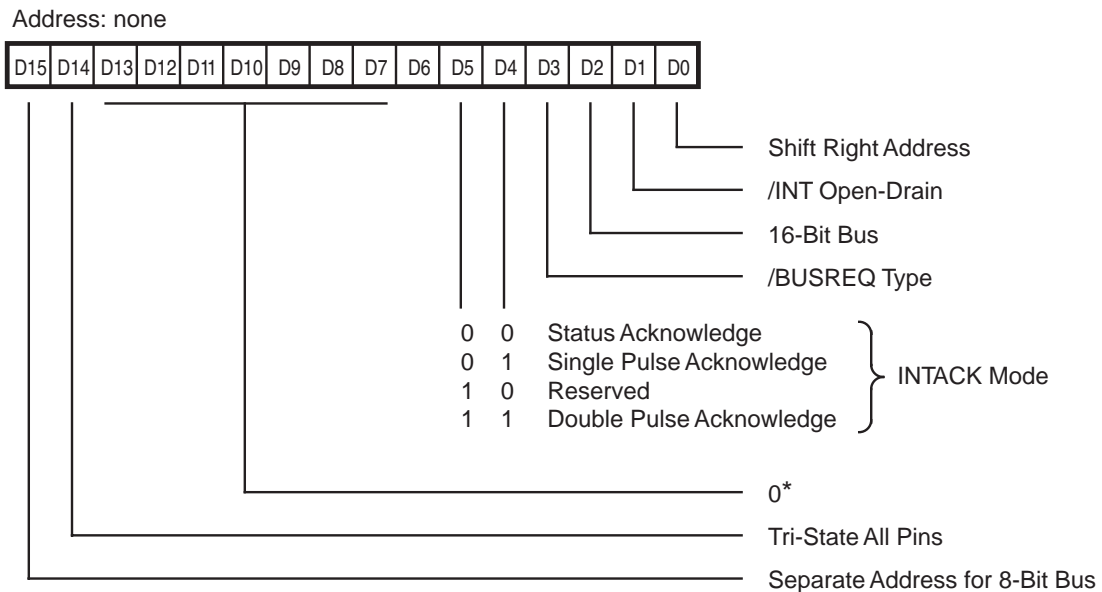 Address: none
D15 D14 D13 D12 D11 D10 D9 D8 D7 D6 D5 D4 D3 D2 D1 D0
Shift Right Address
/INT Open-Drain
16-Bit Bus
/BUSREQ Type
0 0 Status Acknowledge
0 1 Single Pulse Acknowledge
1 0 Reserved
1 1 Double Pulse Acknowledge
INTACK Mode
0*
Tri-State All Pins
Separate Address for 8-Bit Bus